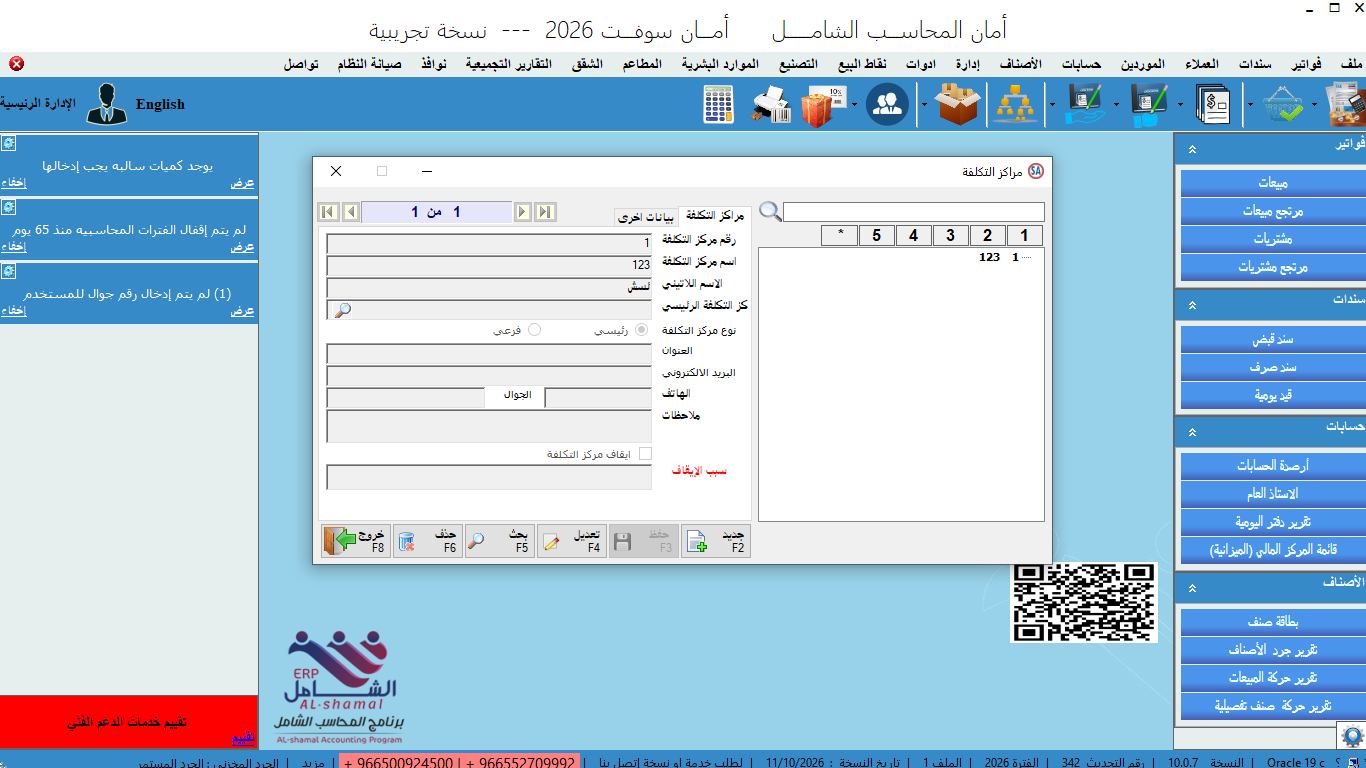 أمان المحاسـب الشامــــل أمــان سوفــت 2026 --- نسخة تجريبية
ملف فواتير سندات العملاء الموردين حسابات الأصناف إدارة ادوات نقاط البيع التصنيع الموارد البشرية المطاعم الشقق التقارير التجميعية نوافذ صيانة النظام تواصل
English الإدارة الرئيسية
فواتير
مبيعات
مرتجع مبيعات
مشتريات
مرتجع مشتريات
سندات
سند قبض
سند صرف
قيد يومية
حسابات
أرصدة الحسابات
الاستاذ العام
تقرير دفتر اليومية
قائمة المركز المالي (الميزانية)
الأصناف
بطاقة صنف
تقرير جرد الأصناف
تقرير حركة المبيعات
تقرير حركة صنف تفصيلية
SA مراكز التكلفة
1 2 3 4 5 *
1 123
مراكز التكلفة بيانات اخرى
1 من 1
رقم مركز التكلفة 1
اسم مركز التكلفة 123
الاسم اللاتيني ئسش
كز التكلفة الرئيسي
نوع مركز التكلفة رئيسي فرعي
العنوان
البريد الالكتروني
الهاتف الجوال
ملاحظات
ايقاف مركز التكلفة
سبب الإيقاف
جديد F2
حفظ F3
تعديل F4
بحث F5
حذف F6
خروج F8
يوجد كميات سالبه يجب إدخالها
عرض إخفاء
لم يتم إقفال الفترات المحاسبيه منذ 65 يوم
عرض إخفاء
(1) لم يتم إدخال رقم جوال للمستخدم
عرض إخفاء
تقييم خدمات الدعم الفني
تقييم
ERP
الشامل
AL-shamal
برنامج المحاسب الشامل
AL-shamal Accounting Program
Oracle 19 c | النسخة 10.0.7 | رقم التحديث 342 | الفترة 2026 | الملف 1 | تاريخ النسخة : 11/10/2026 | لطلب خدمة او نسخة إتصل بنا | + 966552709992 | + 966500924500 | مزيد | الجرد المخزني : الجرد المستمر